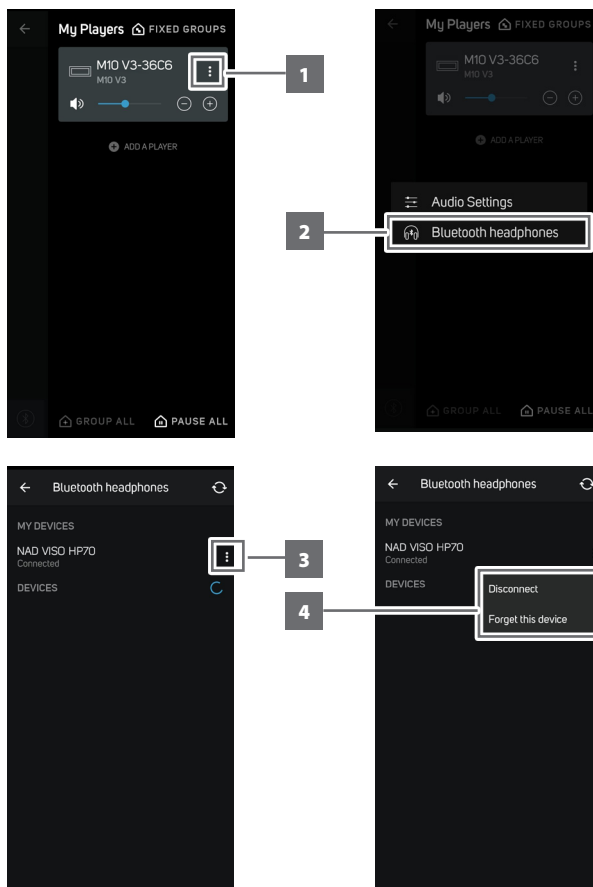 My Players FIXED GROUPS
M10 V3-36C6
M10 V3
ADD A PLAYER
GROUP ALL PAUSE ALL
1
My Players FIXED GROUPS
M10 V3-36C6
M10 V3
ADD A PLAYER
Audio Settings
Bluetooth headphones
GROUP ALL PAUSE ALL
2
Bluetooth headphones
MY DEVICES
NAD VISO HP70
Connected
DEVICES
3
Bluetooth headphones
MY DEVICES
NAD VISO HP70
Connected
DEVICES
Disconnect
Forget this device
4